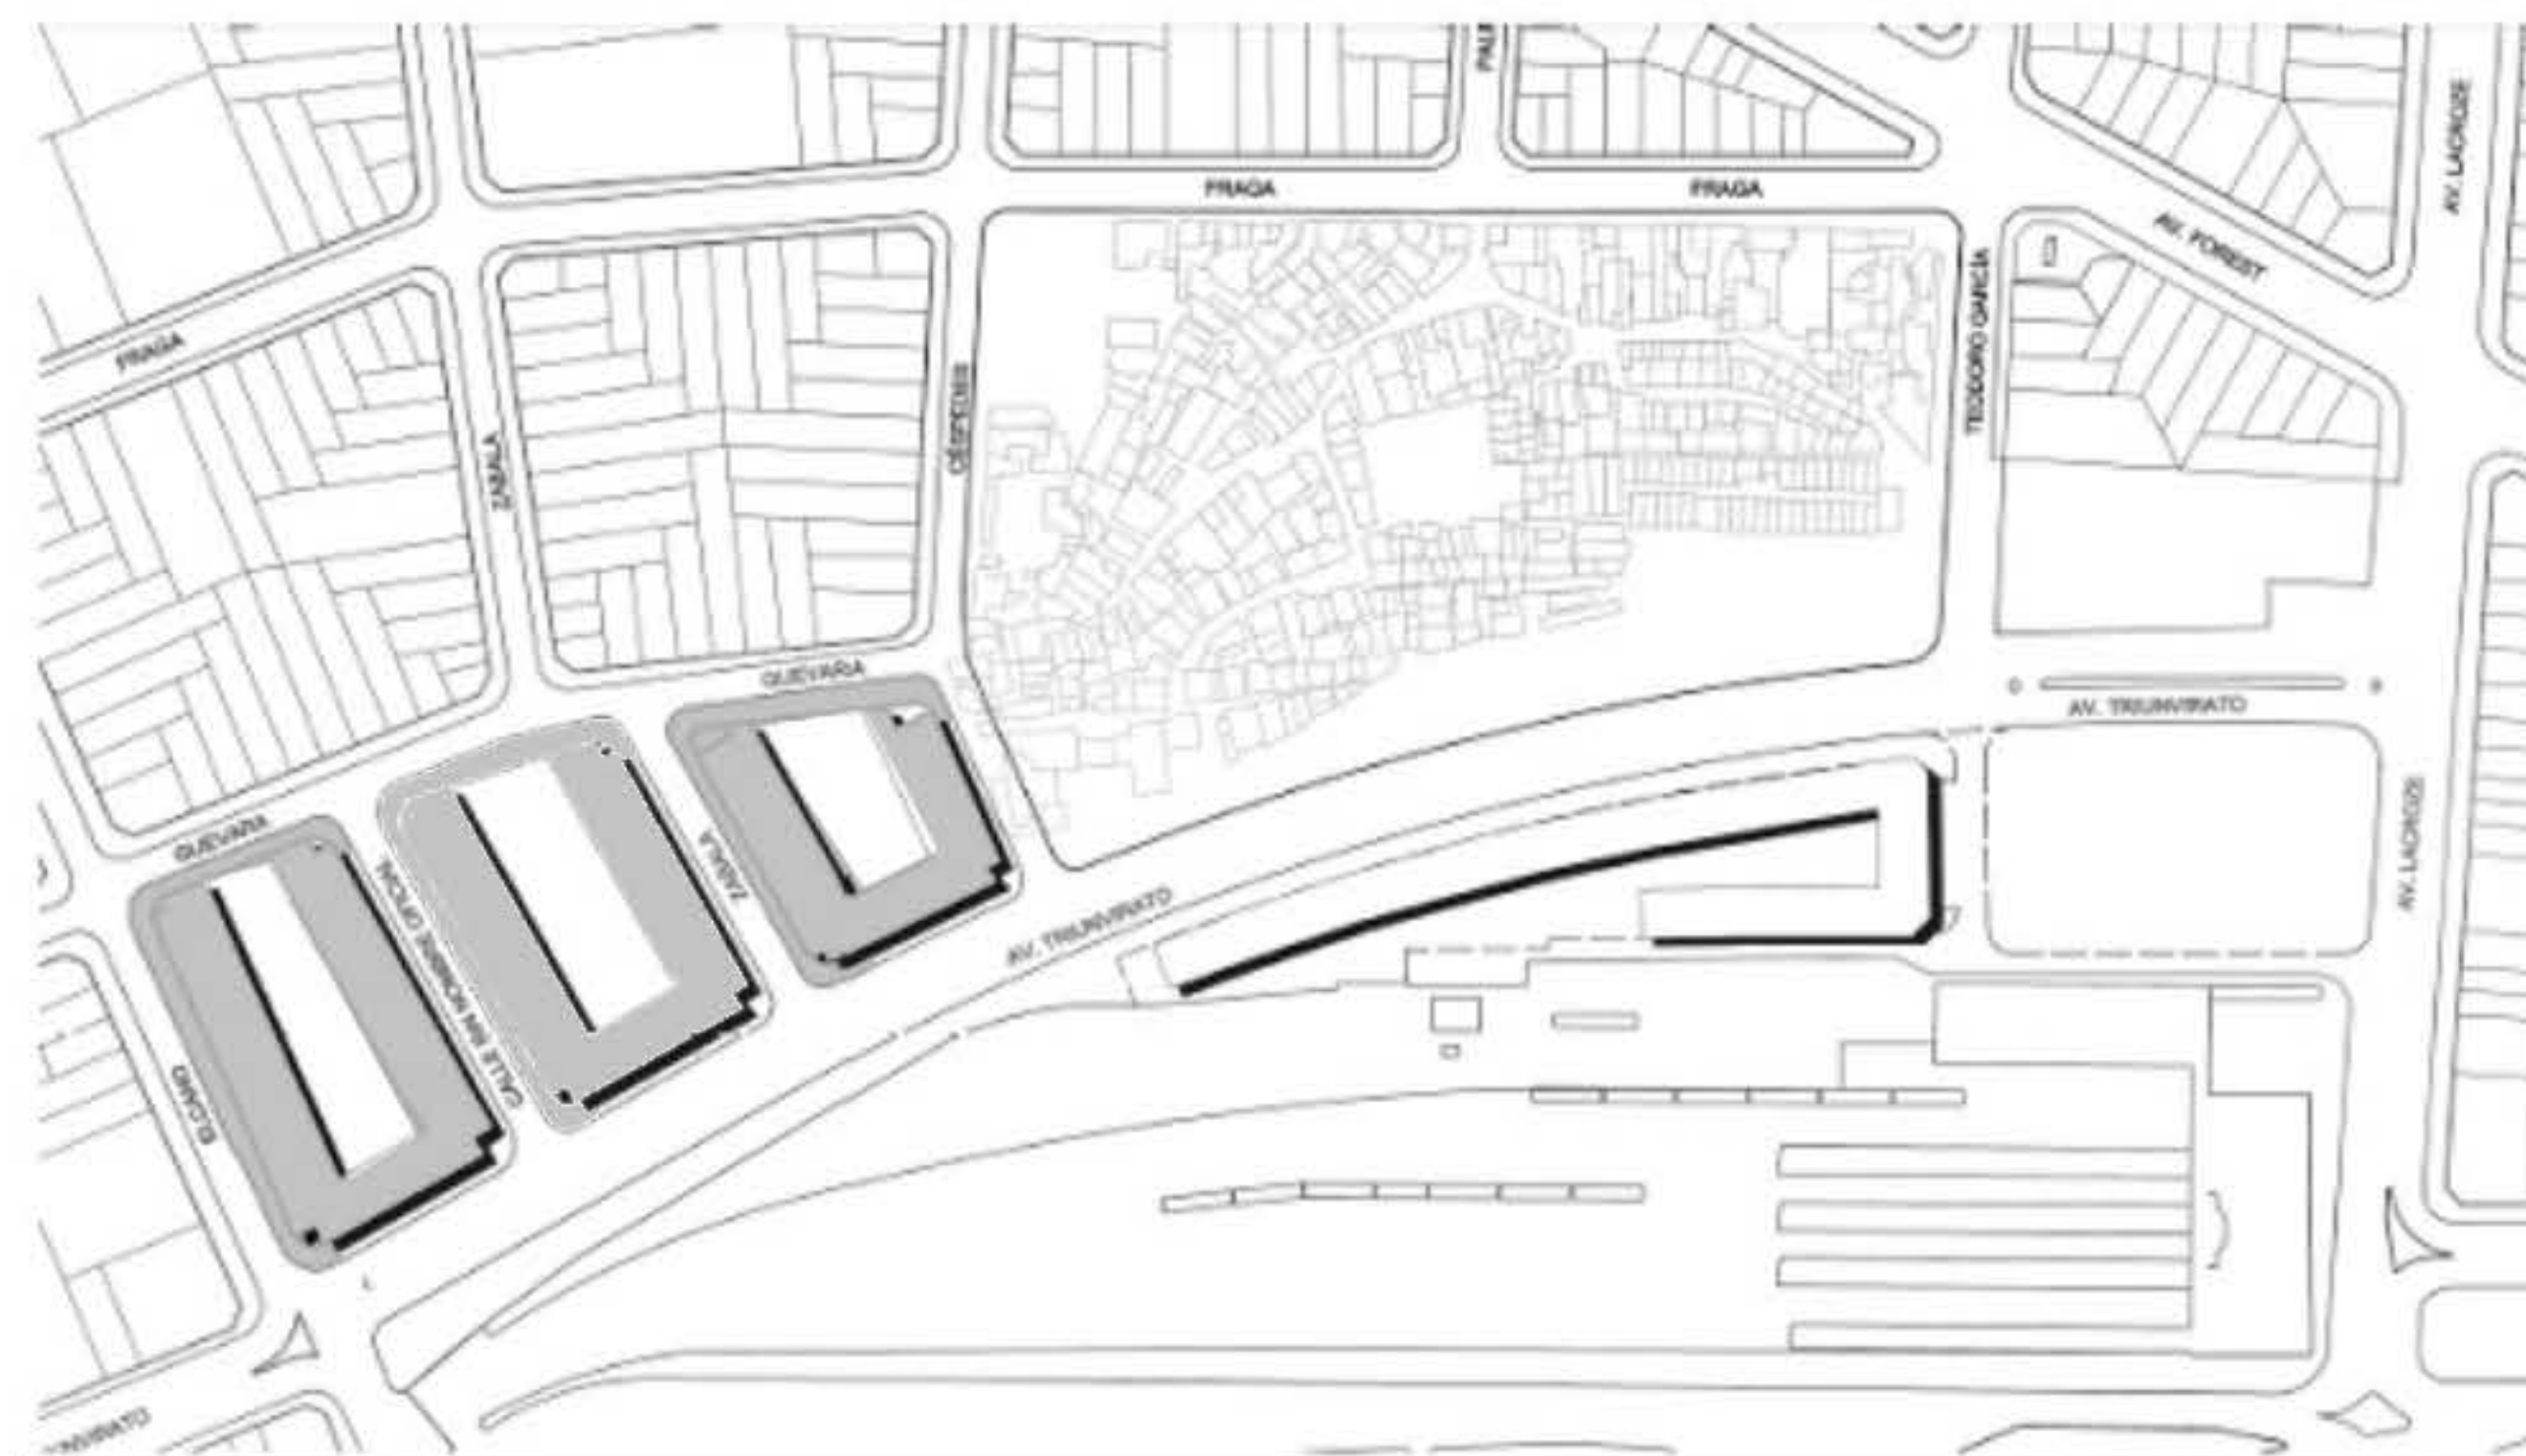 FRAGA
FRAGA
AV. LACROZE
AV. FOREST
TEODORO GARCÍA
FRAGA
CÉSPEDES
ZABALA
GUEVARA
AV. TRIUNVIRATO
GUEVARA
ZABALA
AV. LACROZE
CALLE SIN NOMBRE OFICIAL
AV. TRIUNVIRATO
ELCANO